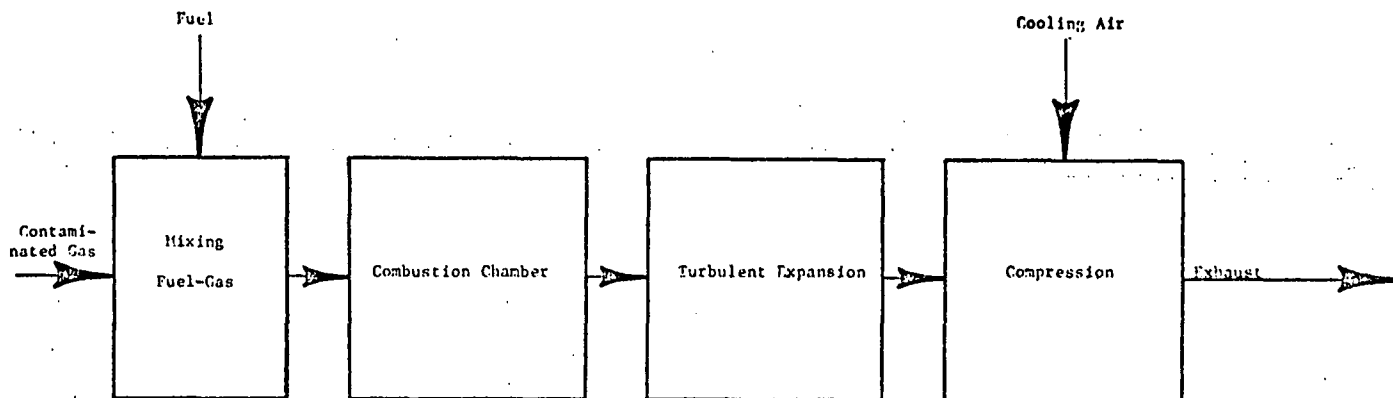 Fuel
Cooling Air
Contami-
nated Gas
Mixing
Fuel-Gas
Combustion Chamber
Turbulent Expansion
Compression
Exhaust